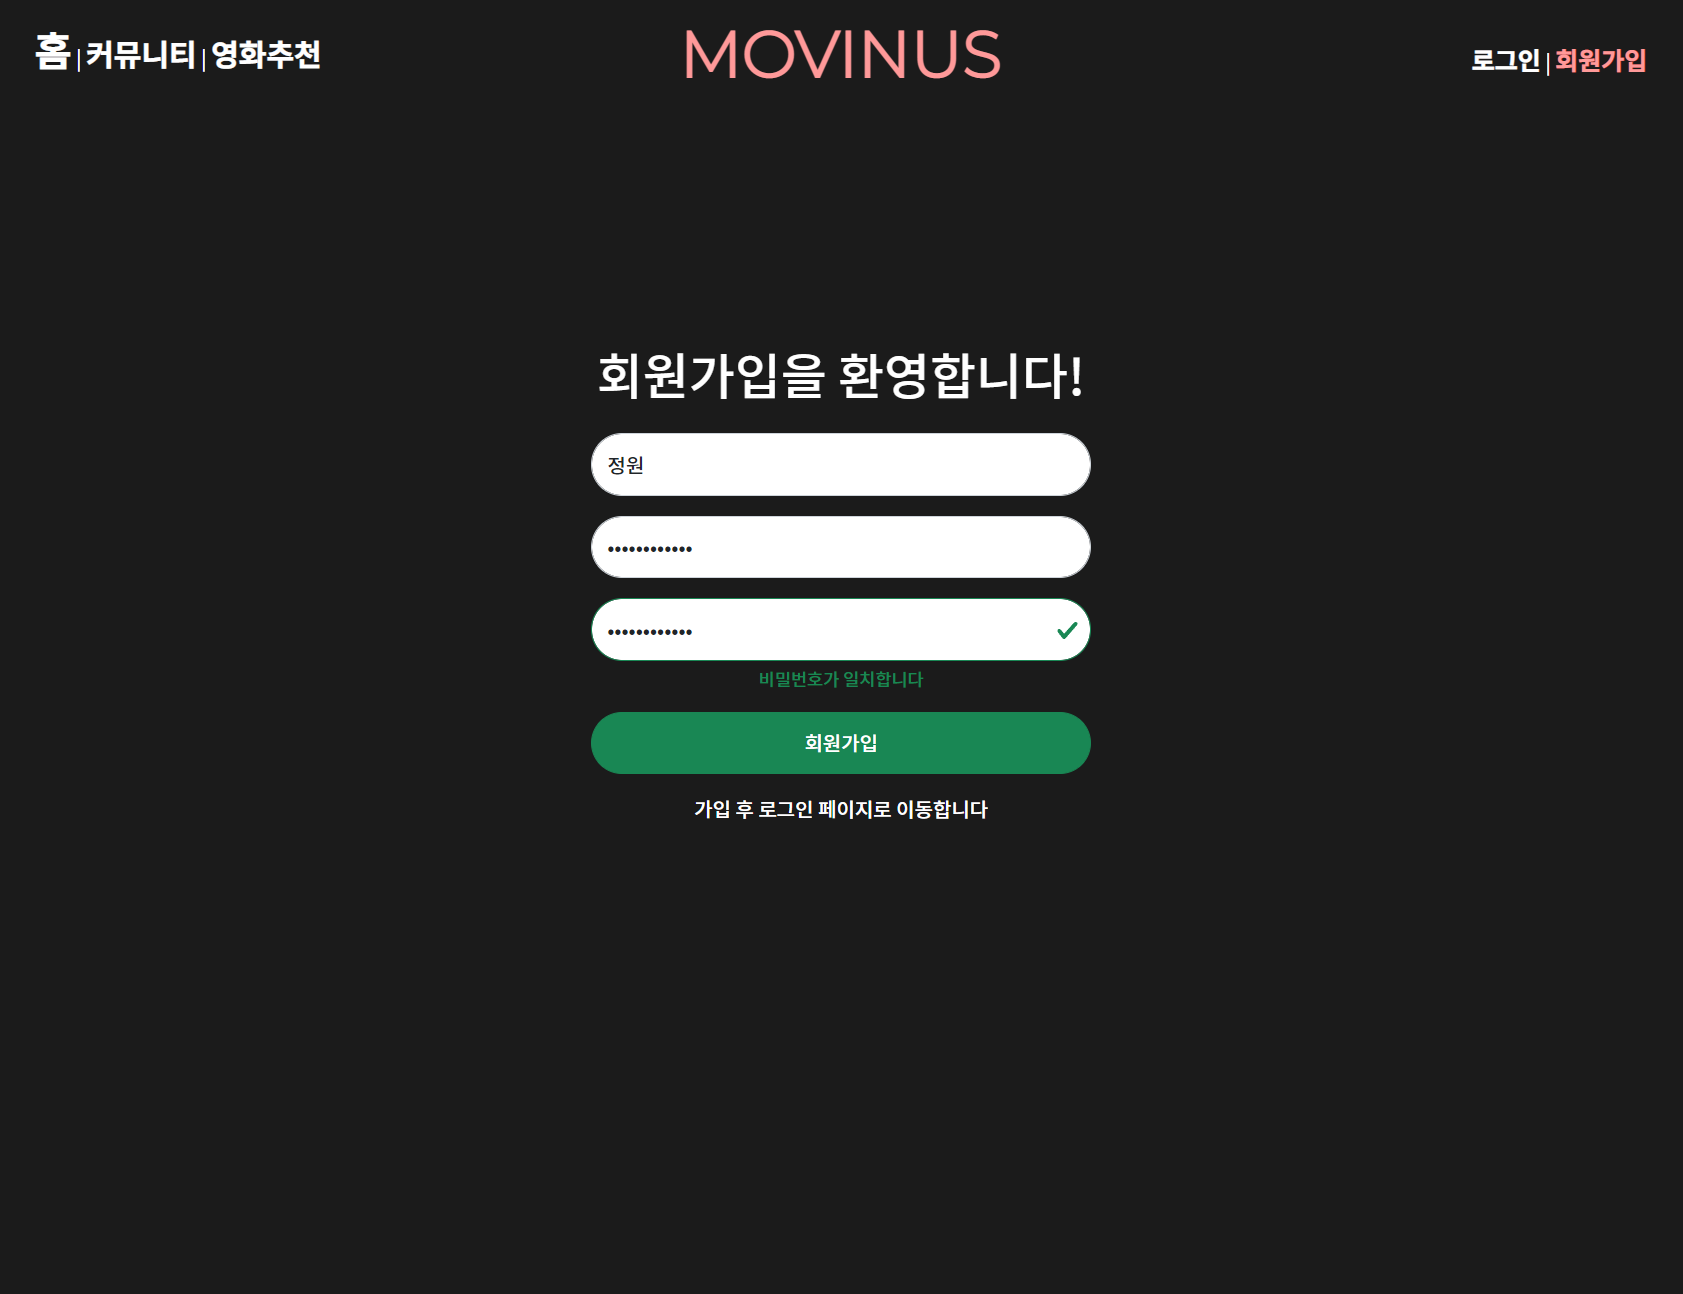 홈 | 커뮤니티 | 영화추천
MOVINUS
로그인 | 회원가입
회원가입을 환영합니다!
정원
••••••••••••
••••••••••••
비밀번호가 일치합니다
회원가입
가입 후 로그인 페이지로 이동합니다